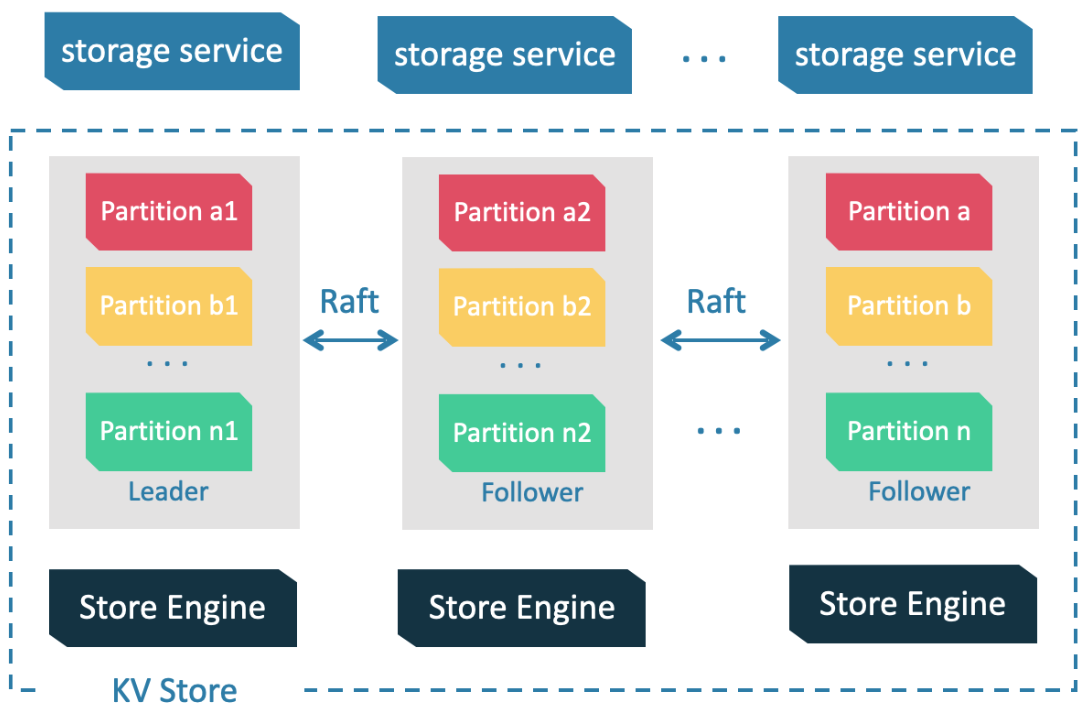 storage service
storage service
. . .
storage service
Partition a1
Partition b1
. . .
Partition n1
Leader
Raft
Partition a2
Partition b2
. . .
Partition n2
Follower
Raft
. . .
Partition a
Partition b
. . .
Partition n
Follower
Store Engine
Store Engine
Store Engine
KV Store